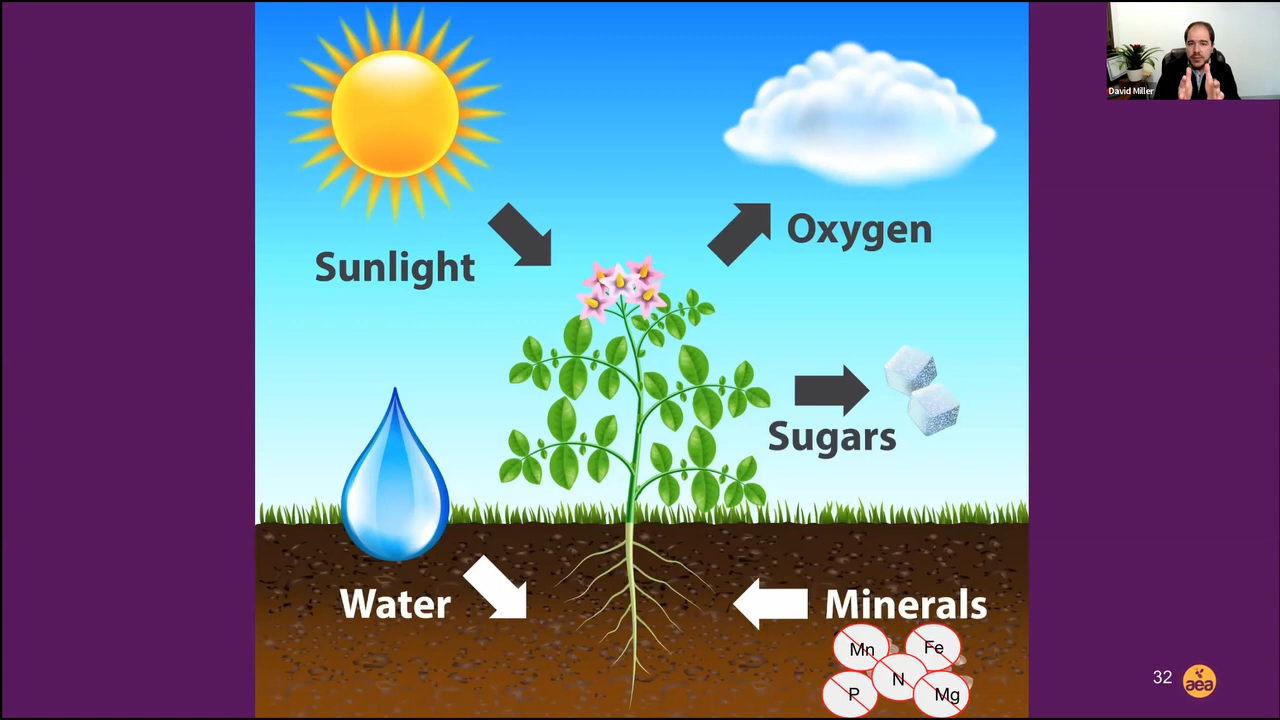 David Miller
Oxygen
Sunlight
Sugars
Water
Minerals
Mn
Fe
N
P
Mg
32
aea